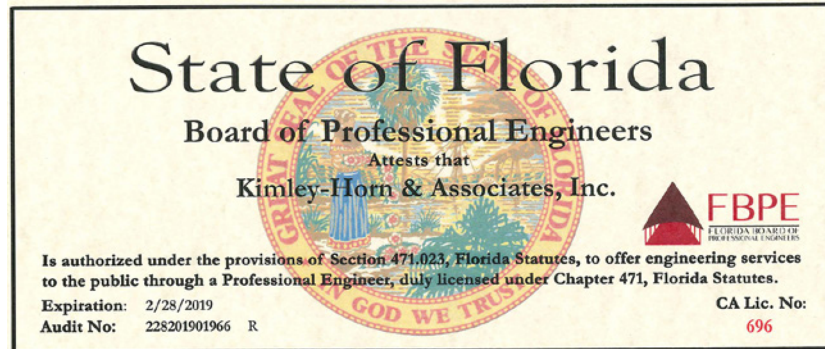 State of Florida
Board of Professional Engineers
Attests that
Kimley-Horn & Associates, Inc.
FBPE
FLORIDA BOARD OF
PROFESSIONAL ENGINEERS
Is authorized under the provisions of Section 471.023, Florida Statutes, to offer engineering services
to the public through a Professional Engineer, duly licensed under Chapter 471, Florida Statutes.
Expiration: 2/28/2019
CA Lic. No:
Audit No: 228201901966 R
696
GREAT SEAL OF THE STATE OF FLORIDA
IN GOD WE TRUST